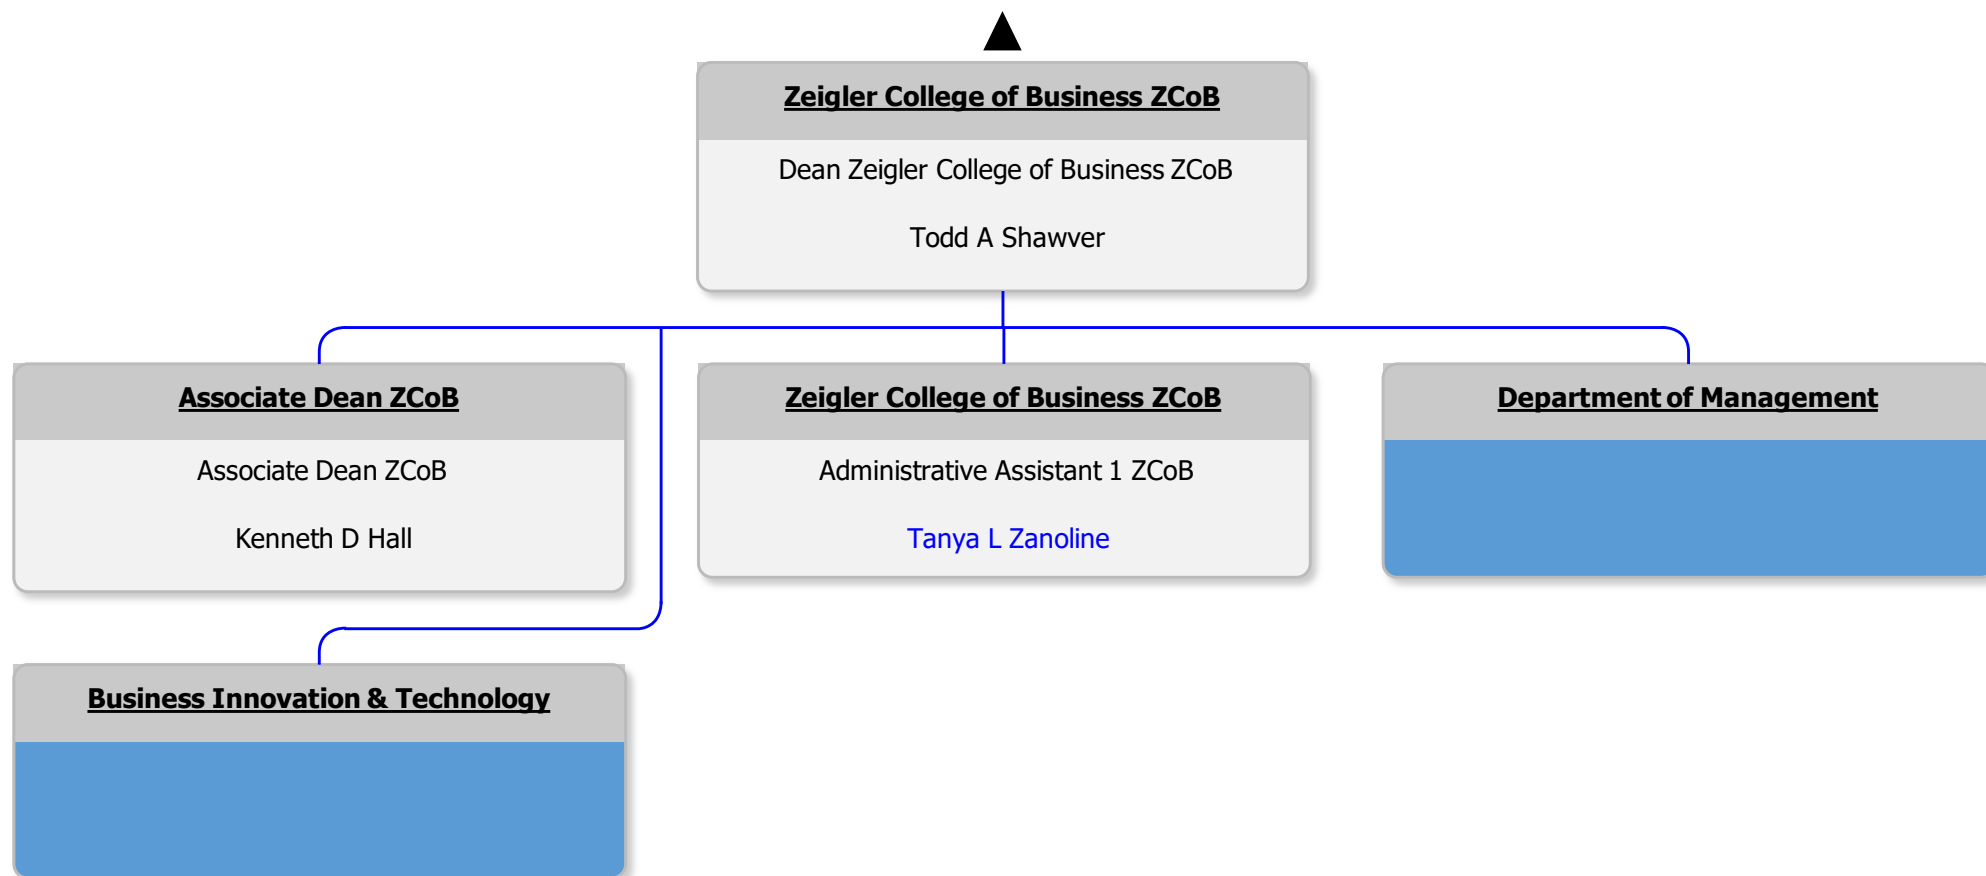 Zeigler College of Business ZCoB
Dean Zeigler College of Business ZCoB
Todd A Shawver
Associate Dean ZCoB
Associate Dean ZCoB
Kenneth D Hall
Zeigler College of Business ZCoB
Administrative Assistant 1 ZCoB
Tanya L Zanoline
Department of Management
Business Innovation & Technology